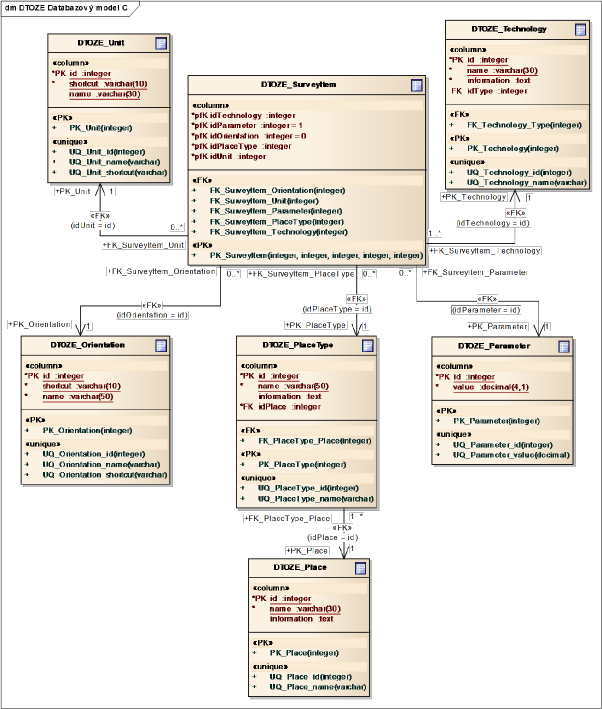 dm DTOZE Databazový model C
DTOZE_Unit
«column»
*PK id :integer
* shortcut :varchar(10)
name :varchar(30)
«PK»
+ PK_Unit(integer)
«unique»
+ UQ_Unit_id(integer)
+ UQ_Unit_name(varchar)
+ UQ_Unit_shortcut(varchar)
DTOZE_SurveyItem
«column»
*pfK idTechnology :integer
*pfK idParameter :integer = 1
*pfK idOrientation :integer = 0
*pfK idPlaceType :integer
*pfK idUnit :integer
«FK»
+ FK_SurveyItem_Orientation(integer)
+ FK_SurveyItem_Unit(integer)
+ FK_SurveyItem_Parameter(integer)
+ FK_SurveyItem_PlaceType(integer)
+ FK_SurveyItem_Technology(integer)
«PK»
+ PK_SurveyItem(integer, integer, integer, integer, integer)
DTOZE_Technology
«column»
*PK id :integer
* name :varchar(30)
* information :text
FK idType :integer
«FK»
+ FK_Technology_Type(integer)
«PK»
+ PK_Technology(integer)
«unique»
+ UQ_Technology_id(integer)
+ UQ_Technology_name(varchar)
+PK_Unit 1
«FK»
(idUnit = id)
0..*
+FK_SurveyItem_Unit
+PK_Technology 1
«FK»
(idTechnology = id)
1..*
+FK_SurveyItem_Technology
+FK_SurveyItem_Orientation 0..*
«FK»
(idOrientation = id)
+PK_Orientation 1
+FK_SurveyItem_PlaceType 0..*
«FK»
(idPlaceType = id)
+PK_PlaceType 1
0..* +FK_SurveyItem_Parameter
«FK»
(idParameter = id)
+PK_Parameter 1
DTOZE_Orientation
«column»
*PK id :integer
* shortcut :varchar(10)
* name :varchar(50)
«PK»
+ PK_Orientation(integer)
«unique»
+ UQ_Orientation_id(integer)
+ UQ_Orientation_name(varchar)
+ UQ_Orientation_shortcut(varchar)
DTOZE_PlaceType
«column»
*PK id :integer
* name :varchar(50)
information :text
* FK idPlace :integer
«FK»
+ FK_PlaceType_Place(integer)
«PK»
+ PK_PlaceType(integer)
«unique»
+ UQ_PlaceType_id(integer)
+ UQ_PlaceType_name(varchar)
DTOZE_Parameter
«column»
*PK id :integer
* value :decimal(4,1)
«PK»
+ PK_Parameter(integer)
«unique»
+ UQ_Parameter_id(integer)
+ UQ_Parameter_value(decimal)
+FK_PlaceType_Place 1..*
«FK»
(idPlace = id)
+PK_Place 1
DTOZE_Place
«column»
*PK id :integer
* name :varchar(30)
information :text
«PK»
+ PK_Place(integer)
«unique»
+ UQ_Place_id(integer)
+ UQ_Place_name(varchar)